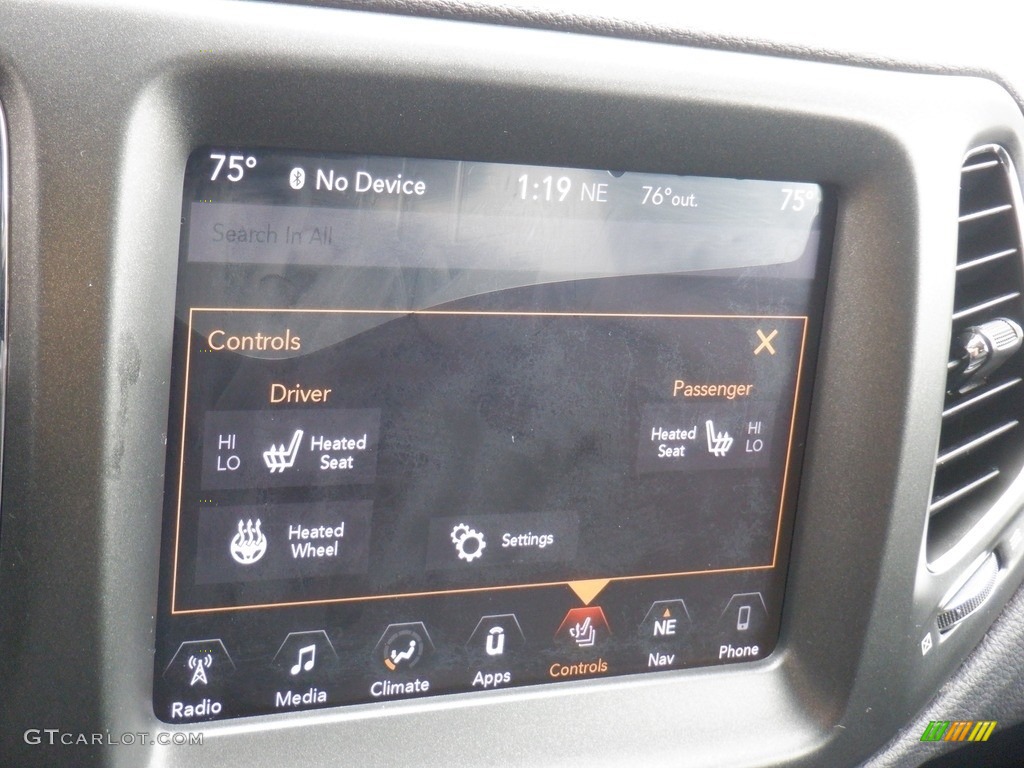 75° No Device 1:19 NE 76° out. 75°
Search In All
Controls X
Driver Passenger
HI LO Heated Seat
Heated Seat HI LO
Heated Wheel
Settings
NE
Radio Media Climate Apps Controls Nav Phone
GTCARLOT.COM